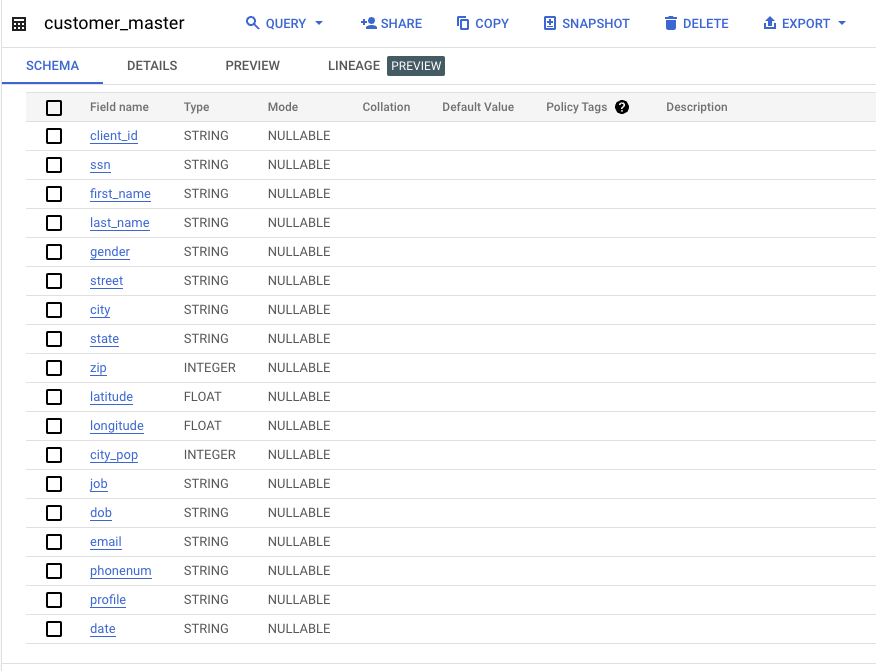 customer_master QUERY SHARE COPY SNAPSHOT DELETE EXPORT
SCHEMA DETAILS PREVIEW LINEAGE PREVIEW
Field name Type Mode Collation Default Value Policy Tags ? Description
client_id STRING NULLABLE
ssn STRING NULLABLE
first_name STRING NULLABLE
last_name STRING NULLABLE
gender STRING NULLABLE
street STRING NULLABLE
city STRING NULLABLE
state STRING NULLABLE
zip INTEGER NULLABLE
latitude FLOAT NULLABLE
longitude FLOAT NULLABLE
city_pop INTEGER NULLABLE
job STRING NULLABLE
dob STRING NULLABLE
email STRING NULLABLE
phonenum STRING NULLABLE
profile STRING NULLABLE
date STRING NULLABLE